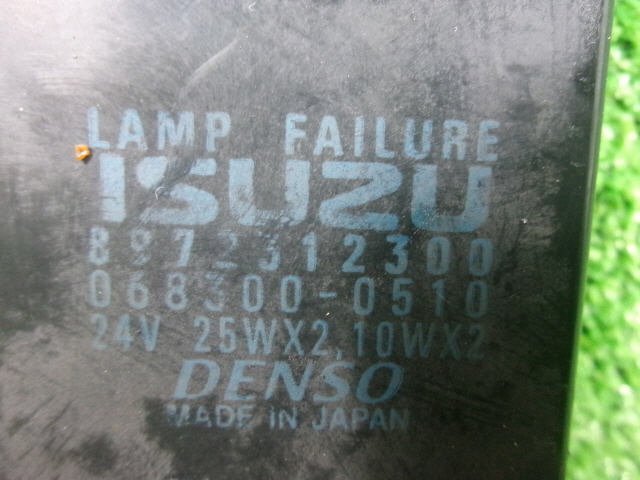 LAMP FAILURE
ISUZU
8972312300
068300-0510
24V 25WX2,10WX2
DENSO
MADE IN JAPAN